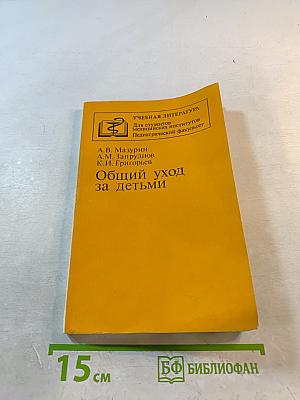 УЧЕБНАЯ ЛИТЕРАТУРА
Для студентов
медицинских институтов
Педиатрический факультет
А.В. Мазурин
А.М. Запруднов
К.И. Григорьев
Общий уход
за детьми
15 см
БФ БИБЛИОФАН